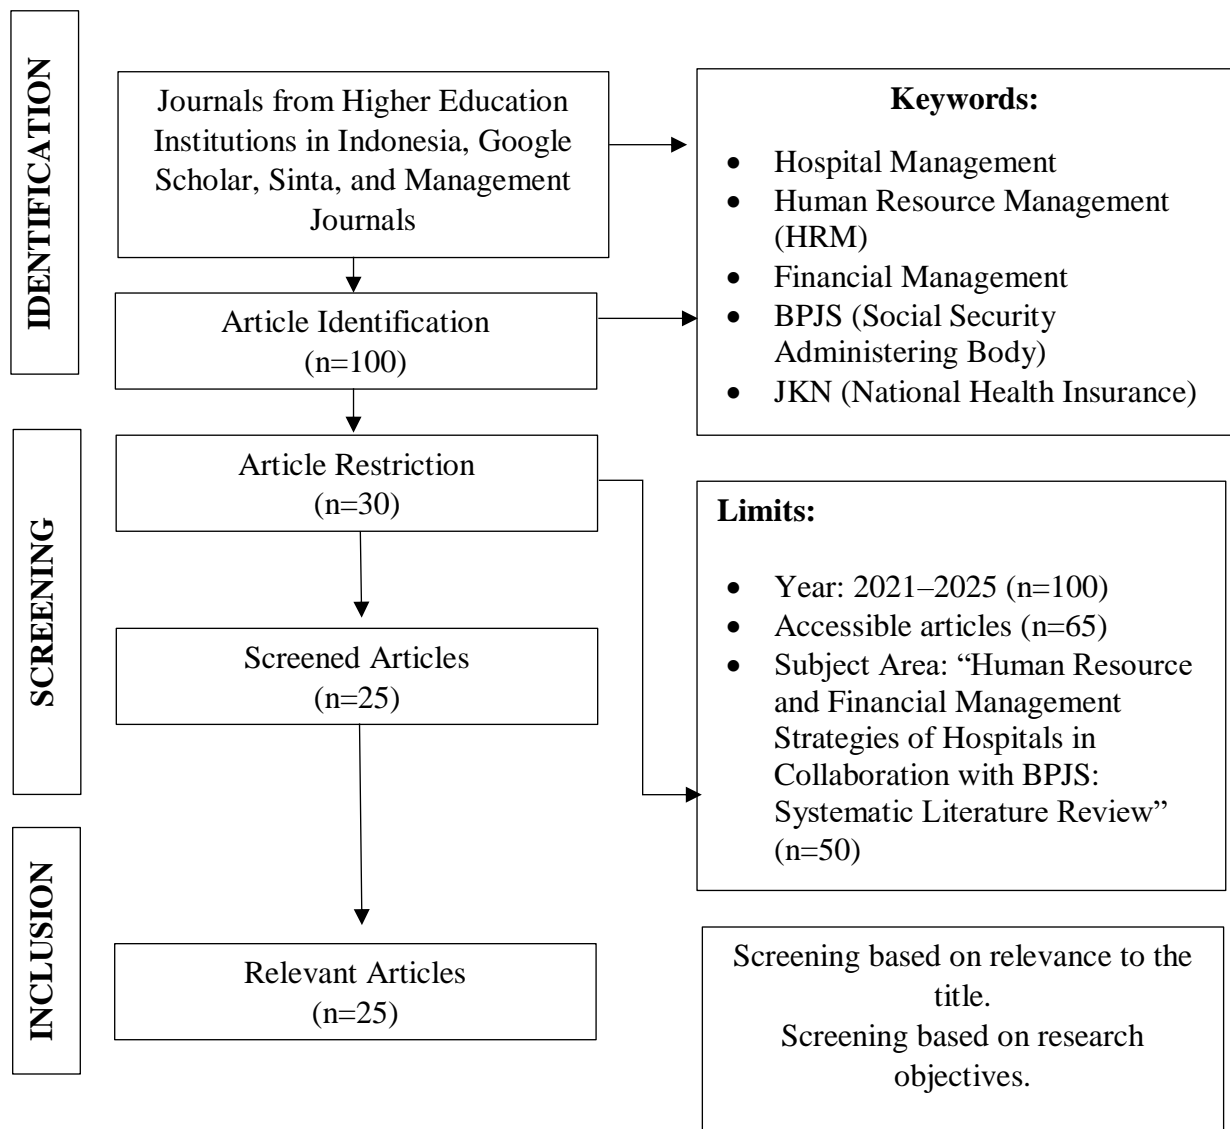 IDENTIFICATION
Journals from Higher Education
Institutions in Indonesia, Google
Scholar, Sinta, and Management
Journals
Article Identification
(n=100)
Keywords:
• Hospital Management
• Human Resource Management
(HRM)
• Financial Management
• BPJS (Social Security
Administering Body)
• JKN (National Health Insurance)
SCREENING
Article Restriction
(n=30)
Screened Articles
(n=25)
Limits:
• Year: 2021–2025 (n=100)
• Accessible articles (n=65)
• Subject Area: “Human Resource
and Financial Management
Strategies of Hospitals in
Collaboration with BPJS:
Systematic Literature Review”
(n=50)
INCLUSION
Relevant Articles
(n=25)
Screening based on relevance to the
title.
Screening based on research
objectives.